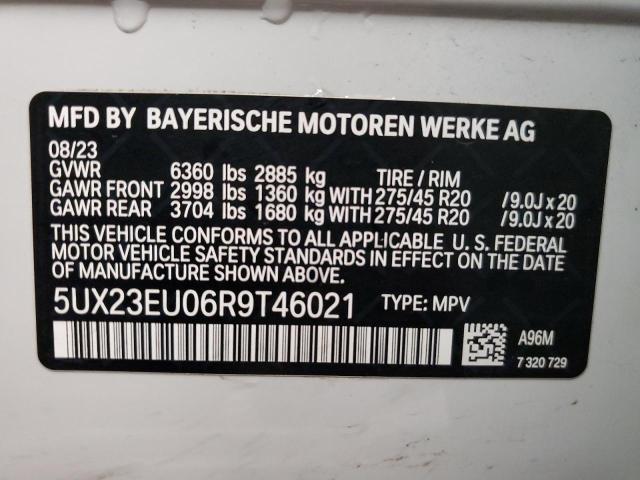 MFD BY BAYERISCHE MOTOREN WERKE AG
08/23
GVWR 6360 lbs 2885 kg TIRE / RIM
GAWR FRONT 2998 lbs 1360 kg WITH 275/45 R20 /9.0J x 20
GAWR REAR 3704 lbs 1680 kg WITH 275/45 R20 /9.0J x 20
THIS VEHICLE CONFORMS TO ALL APPLICABLE U. S. FEDERAL
MOTOR VEHICLE SAFETY STANDARDS IN EFFECT ON THE DATE
OF MANUFACTURE SHOWN ABOVE.
5UX23EU06R9T46021 TYPE: MPV
A96M
7 320 729